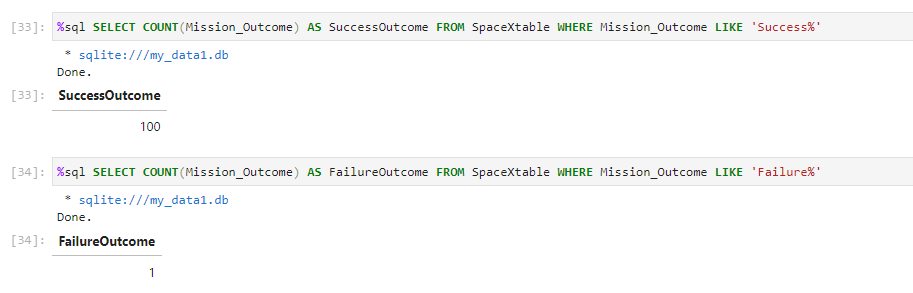 [33]: %sql SELECT COUNT(Mission_Outcome) AS SuccessOutcome FROM SpaceXtable WHERE Mission_Outcome LIKE 'Success%'
* sqlite:///my_data1.db
Done.
[33]: SuccessOutcome
100
[34]: %sql SELECT COUNT(Mission_Outcome) AS FailureOutcome FROM SpaceXtable WHERE Mission_Outcome LIKE 'Failure%'
* sqlite:///my_data1.db
Done.
[34]: FailureOutcome
1